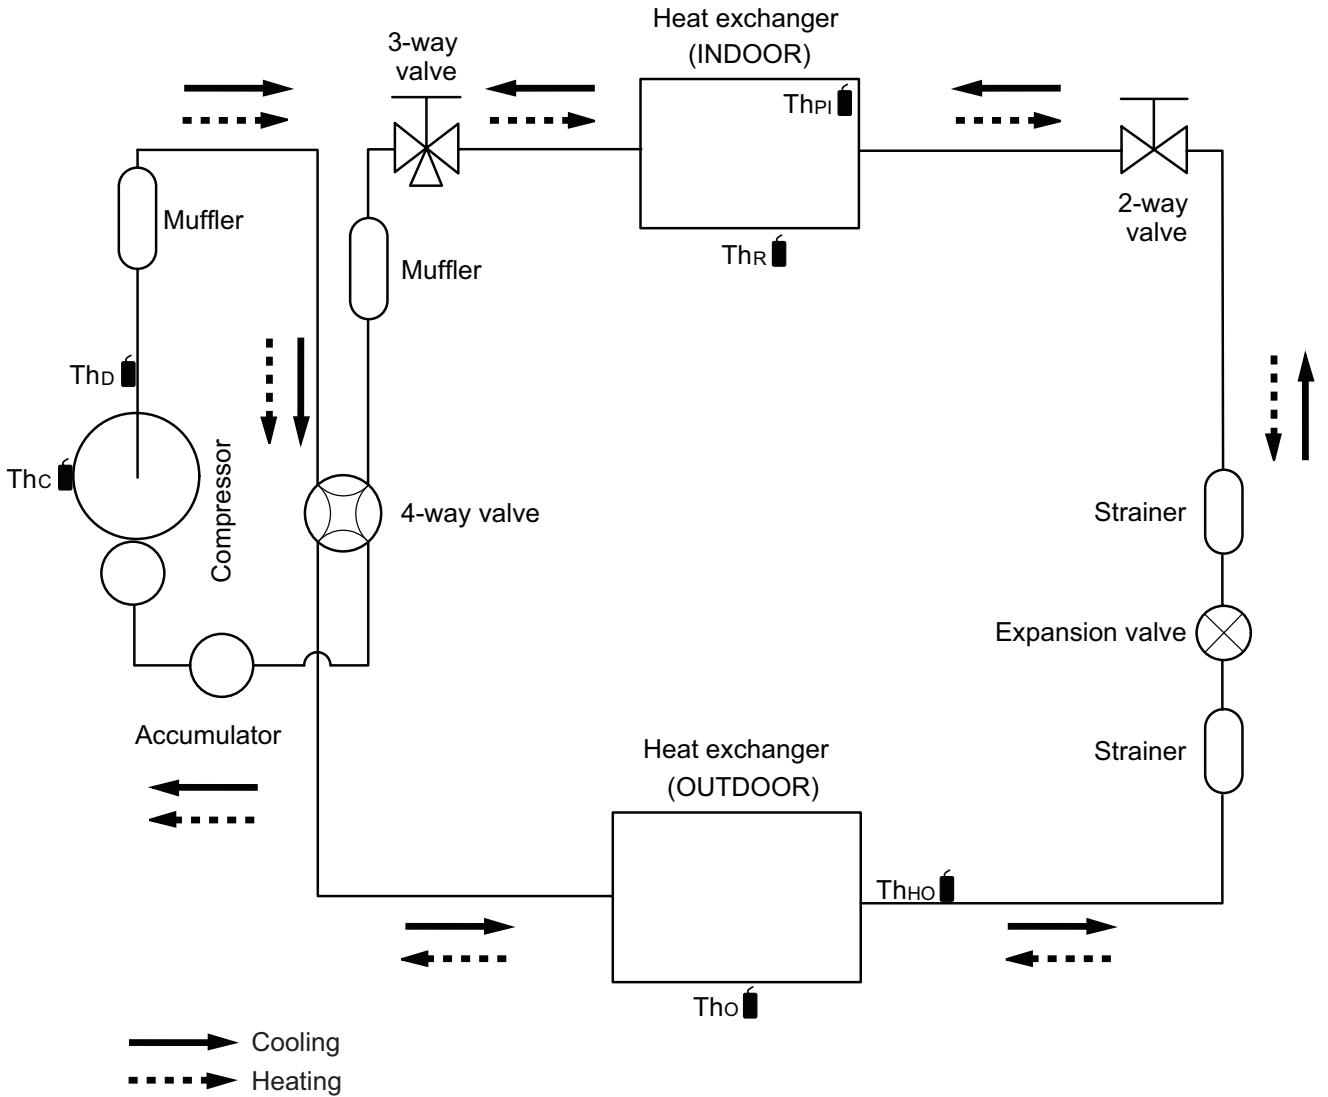 Heat exchanger
(INDOOR)
3-way
valve
ThPI
Muffler
2-way
valve
ThR
Muffler
ThD
ThC
Compressor
4-way valve
Strainer
Expansion valve
Accumulator
Heat exchanger
(OUTDOOR)
Strainer
ThHO
ThO
Cooling
Heating